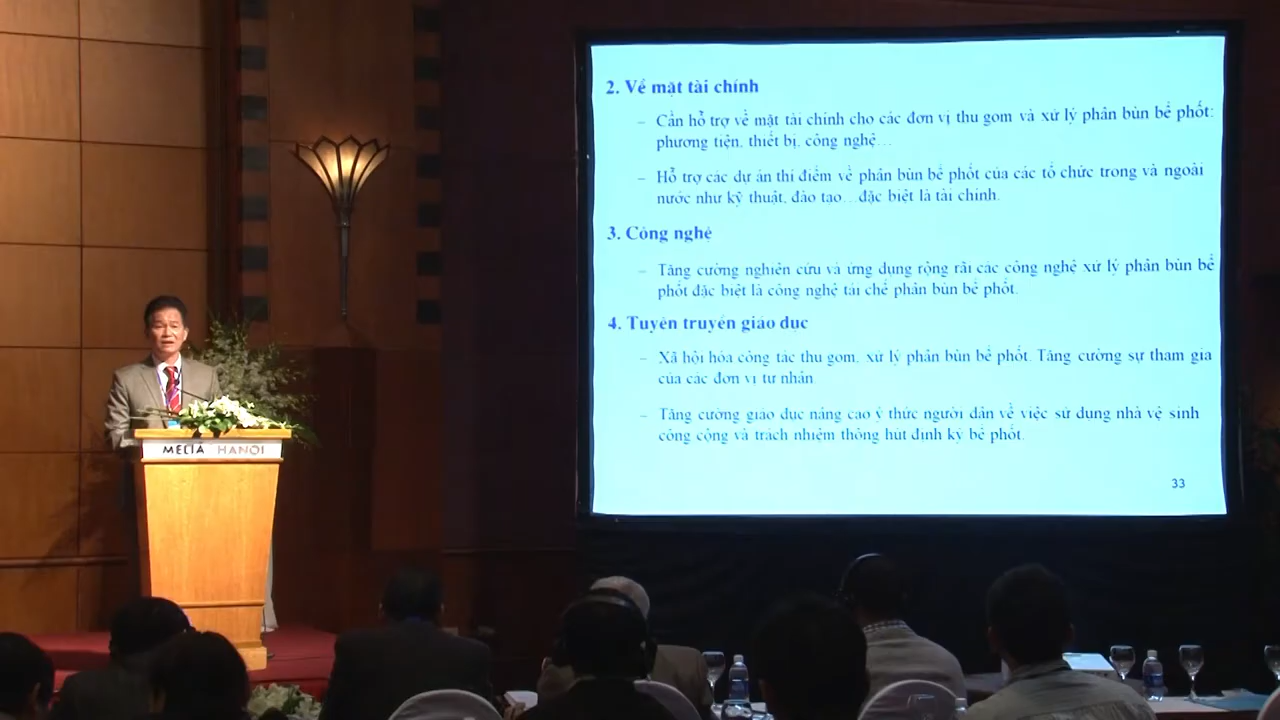 2. Về mặt tài chính
– Cần hỗ trợ về mặt tài chính cho các đơn vị thu gom và xử lý phân bùn bể phốt:
phương tiện, thiết bị, công nghệ…
– Hỗ trợ các dự án thí điểm về phân bùn bể phốt của các tổ chức trong và ngoài
nước như kỹ thuật, đào tạo…đặc biệt là tài chính.
3. Công nghệ
– Tăng cường nghiên cứu và ứng dụng rộng rãi các công nghệ xử lý phân bùn bể
phốt đặc biệt là công nghệ tái chế phân bùn bể phốt.
4. Tuyên truyền giáo dục
– Xã hội hóa công tác thu gom, xử lý phân bùn bể phốt. Tăng cường sự tham gia
của các đơn vị tư nhân
– Tăng cường giáo dục nâng cao ý thức người dân về việc sử dụng nhà vệ sinh
công cộng và trách nhiệm thông hút định kỳ bể phốt.
33
MELIÁ HANOI